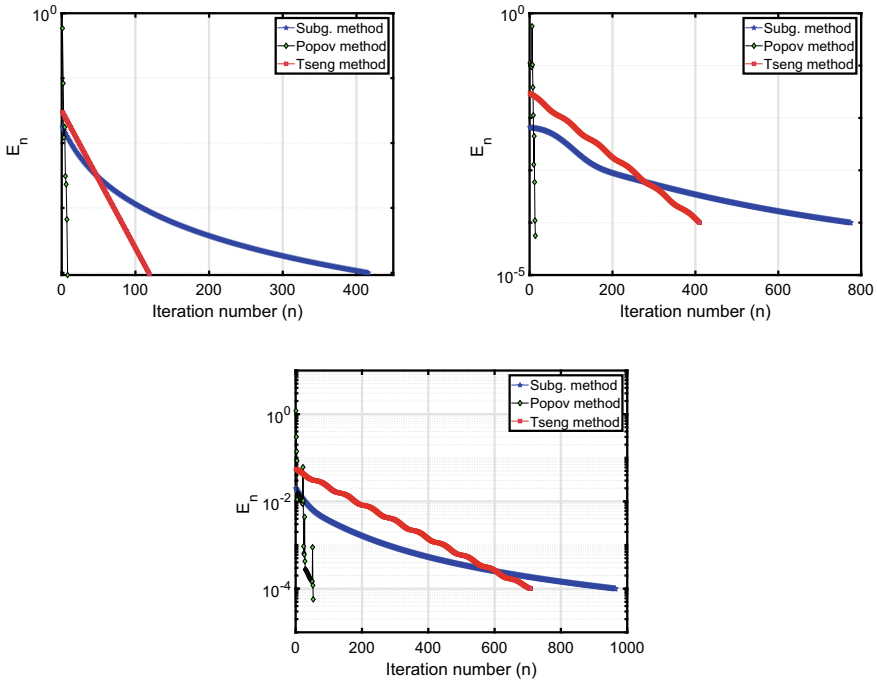 10^0
Subg. method
Popov method
Tseng method
E_n
0 100 200 300 400
Iteration number (n)
10^0
Subg. method
Popov method
Tseng method
E_n
10^-5
0 200 400 600 800
Iteration number (n)
Subg. method
Popov method
Tseng method
10^0
10^-2
10^-4
E_n
0 200 400 600 800 1000
Iteration number (n)